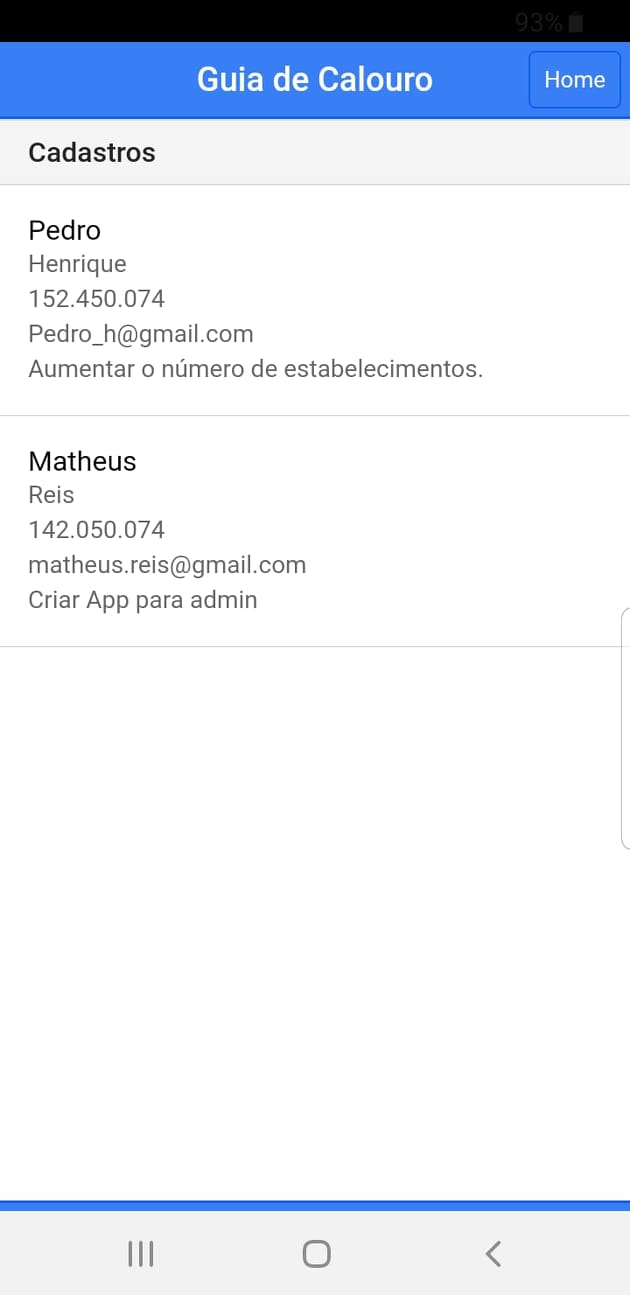 93%
Guia de Calouro
Home
Cadastros
Pedro
Henrique
152.450.074
Pedro_h@gmail.com
Aumentar o número de estabelecimentos.
Matheus
Reis
142.050.074
matheus.reis@gmail.com
Criar App para admin